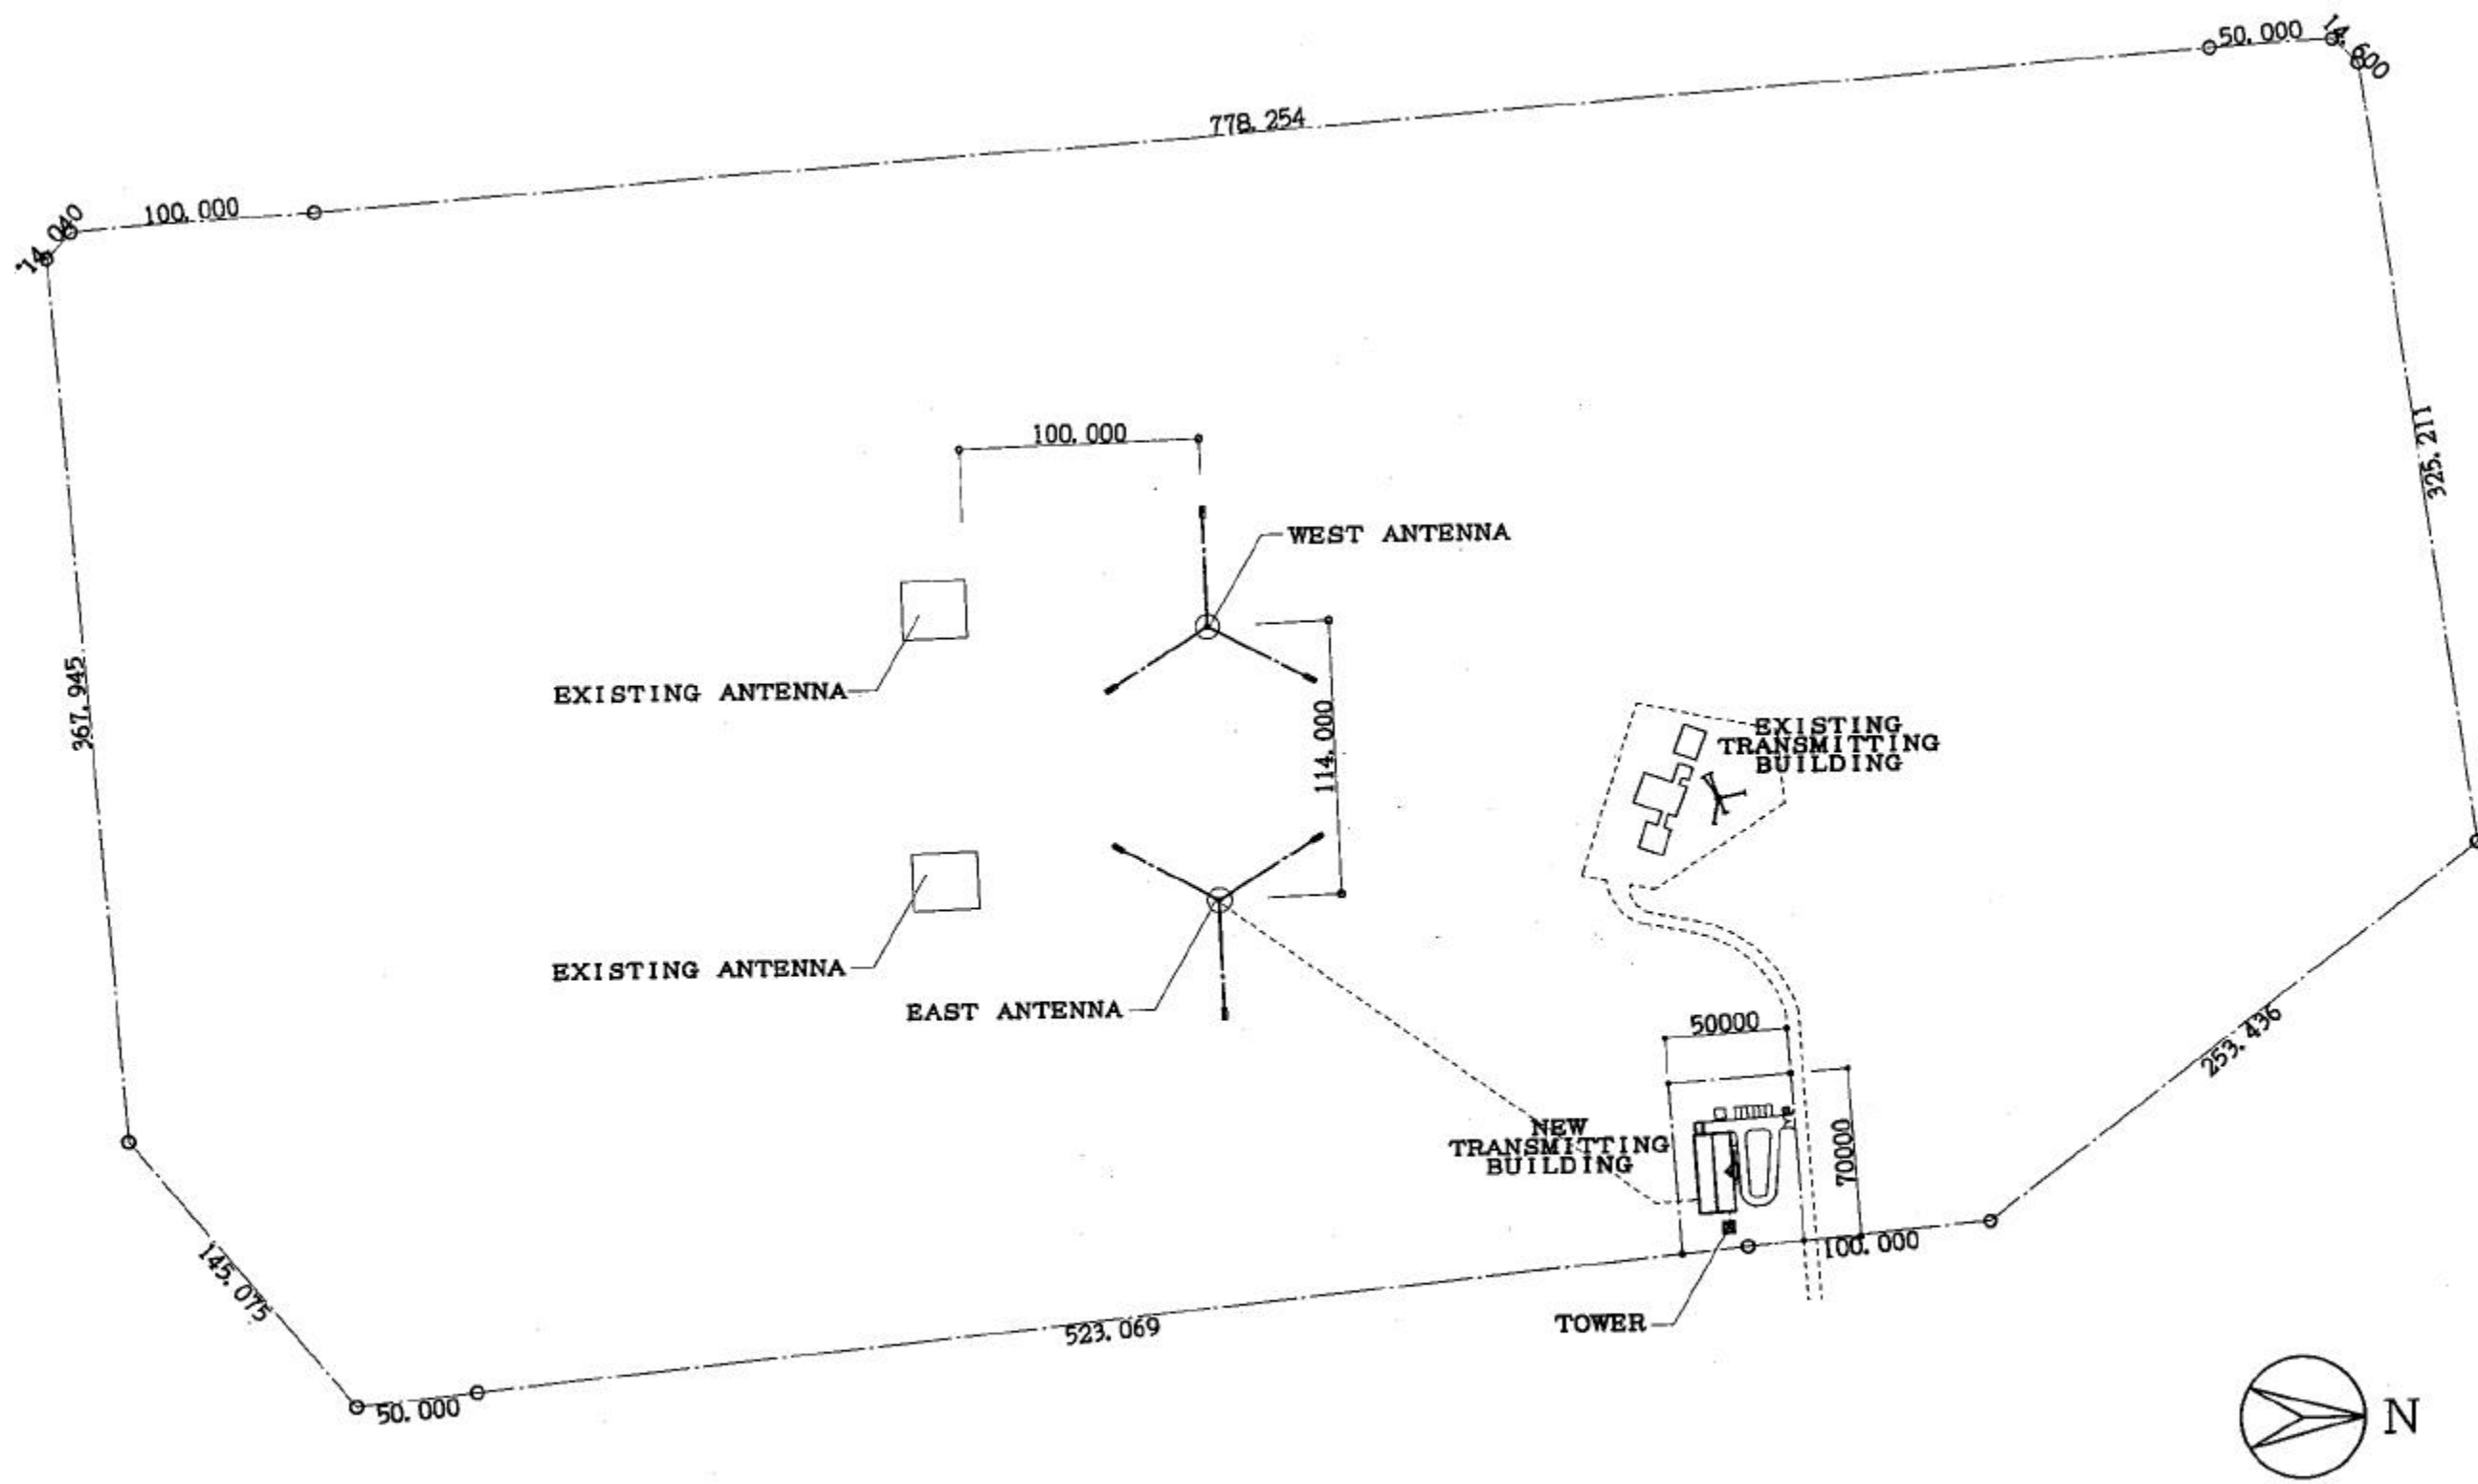 50.000
14.600
778.254
100.000
14.040
325.211
100.000
WEST ANTENNA
EXISTING ANTENNA
367.945
114.000
EXISTING
TRANSMITTING
BUILDING
EXISTING ANTENNA
EAST ANTENNA
50000
253.436
NEW
TRANSMITTING
BUILDING
70000
100.000
145.075
TOWER
523.069
50.000
N